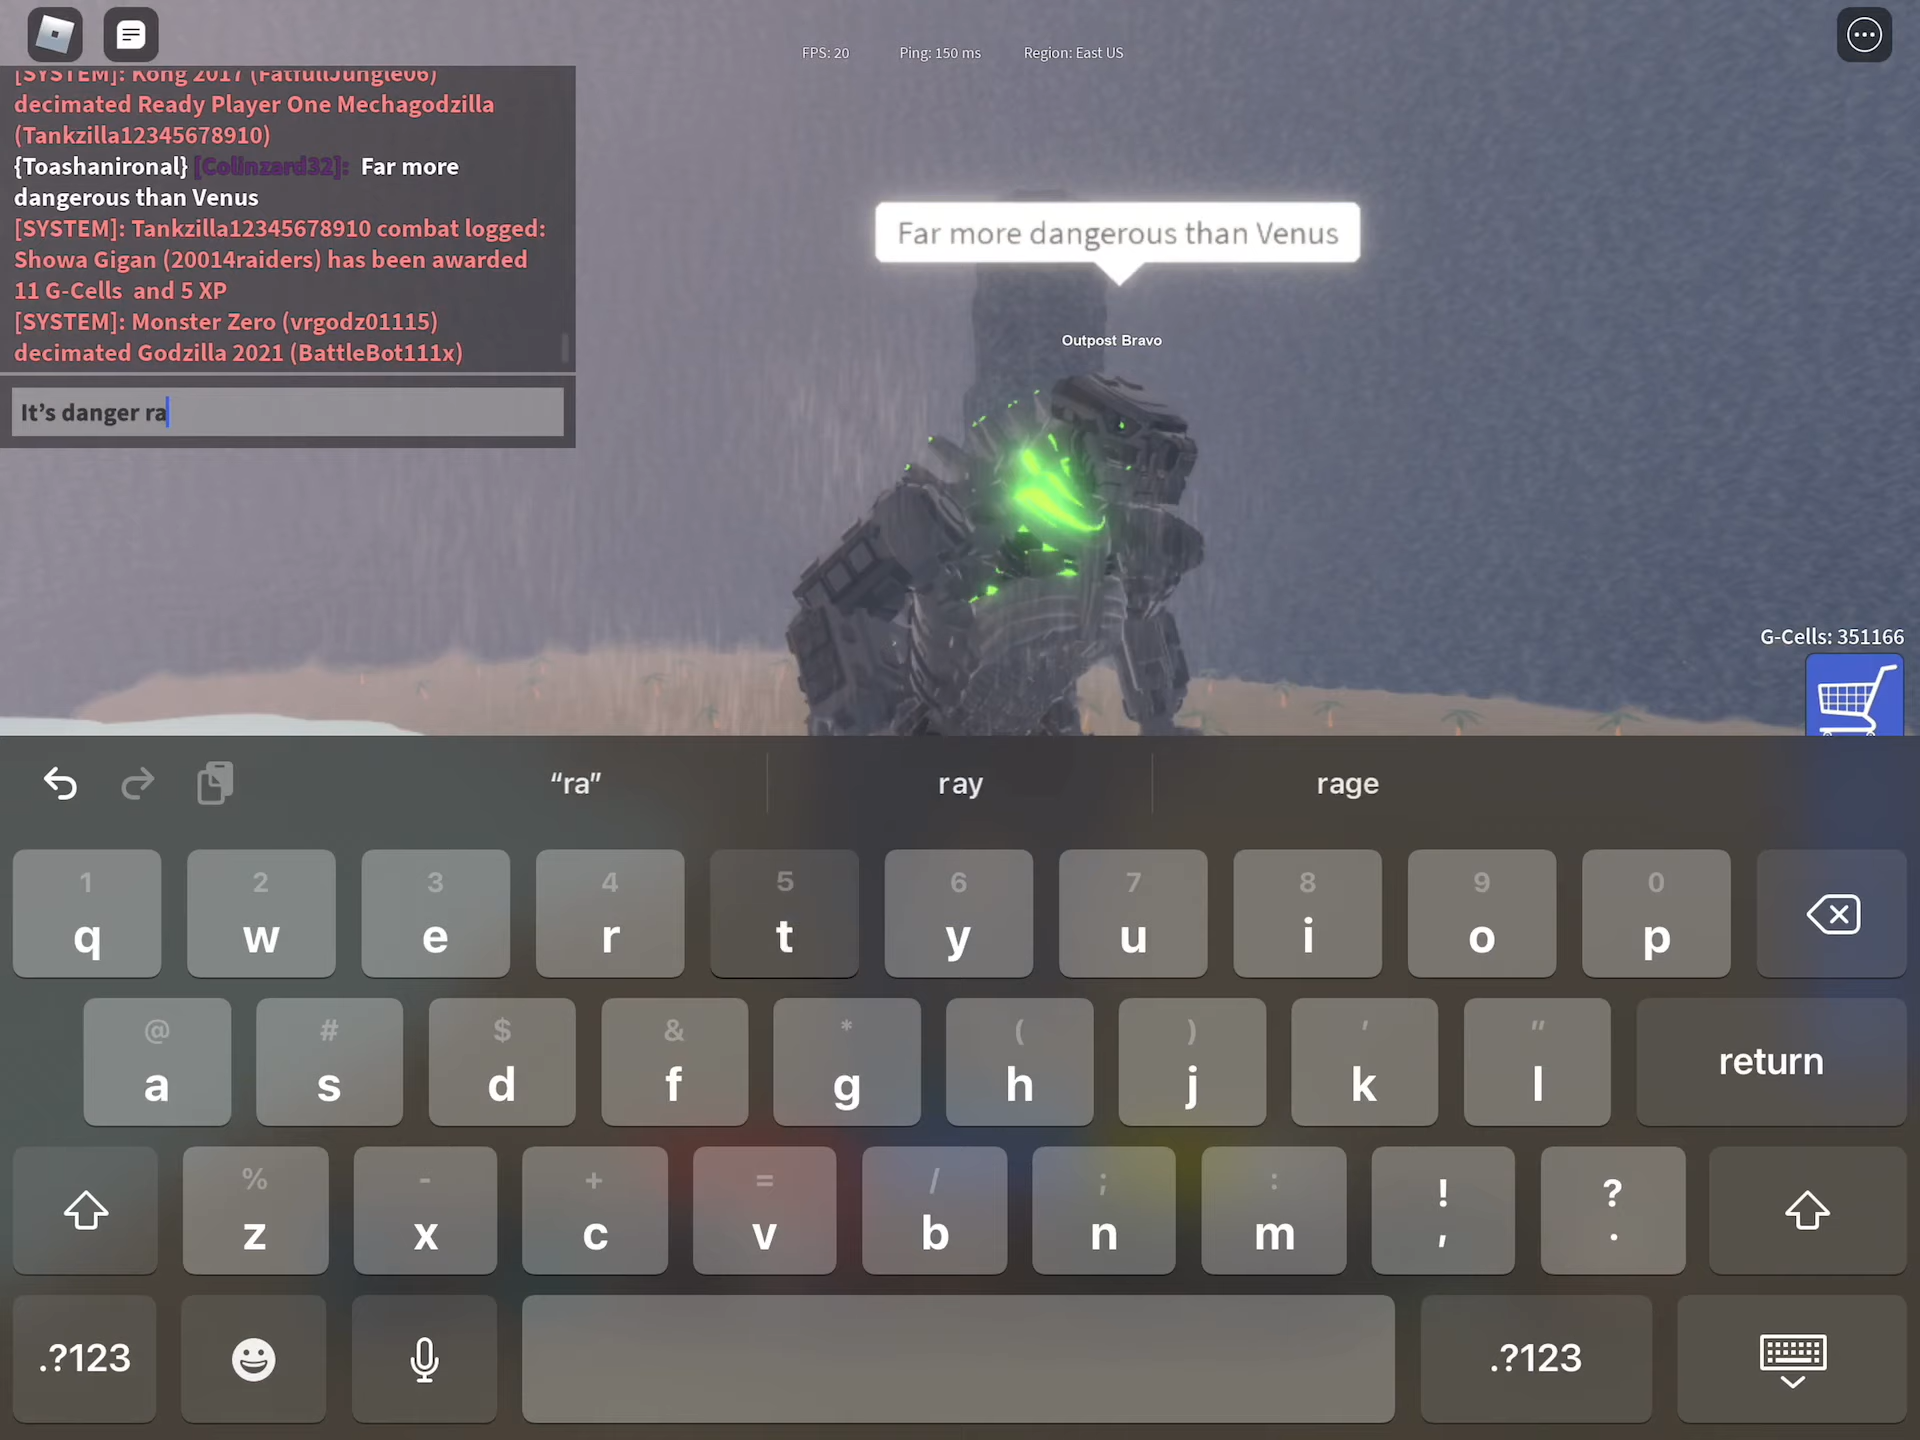 FPS: 20 Ping: 150 ms Region: East US
[SYSTEM]: Kong 2017 (FatfullJungle06)
decimated Ready Player One Mechagodzilla
(Tankzilla12345678910)
{Toashanironal} [Colinzard32]: Far more
dangerous than Venus
[SYSTEM]: Tankzilla12345678910 combat logged:
Showa Gigan (20014raiders) has been awarded
11 G-Cells and 5 XP
[SYSTEM]: Monster Zero (vrgodz01115)
decimated Godzilla 2021 (BattleBot111x)
It’s danger ra
Far more dangerous than Venus
Outpost Bravo
G-Cells: 351166
“ra” ray rage
1 2 3 4 5 6 7 8 9 0
q w e r t y u i o p
@ # $ & * ( ) ' "
a s d f g h j k l return
% - + = / ; : ! ?
z x c v b n m , .
.?123 .?123